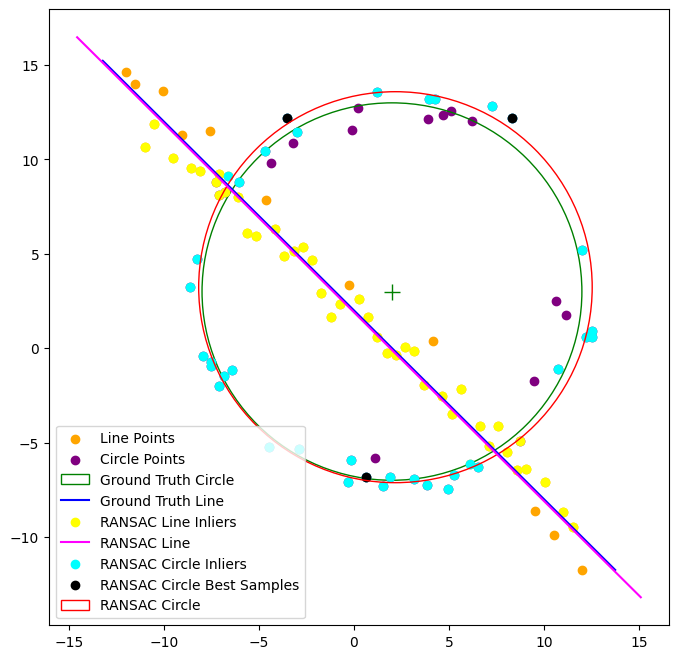 15
10
5
0
−5
−10
Line Points
Circle Points
Ground Truth Circle
Ground Truth Line
RANSAC Line Inliers
RANSAC Line
RANSAC Circle Inliers
RANSAC Circle Best Samples
RANSAC Circle
−15 −10 −5 0 5 10 15